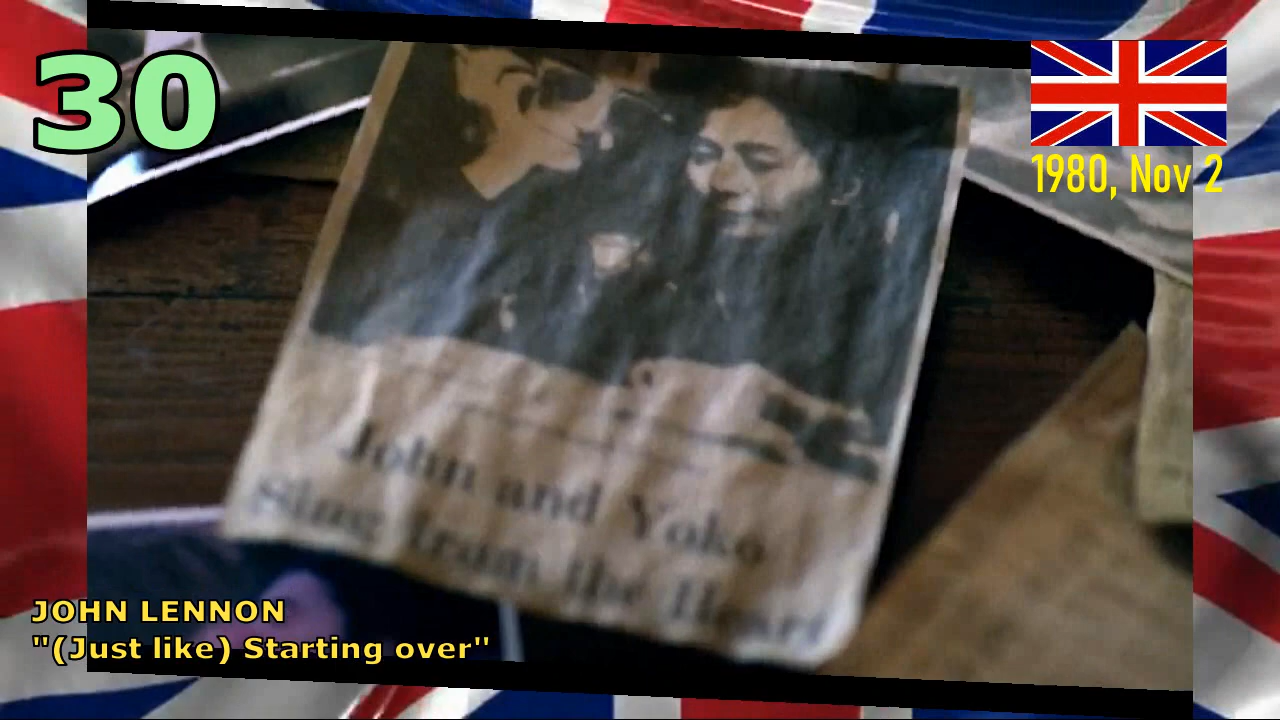 30
1980, Nov 2
John and Yoko
Sing from the Heart
JOHN LENNON
"(Just like) Starting over"